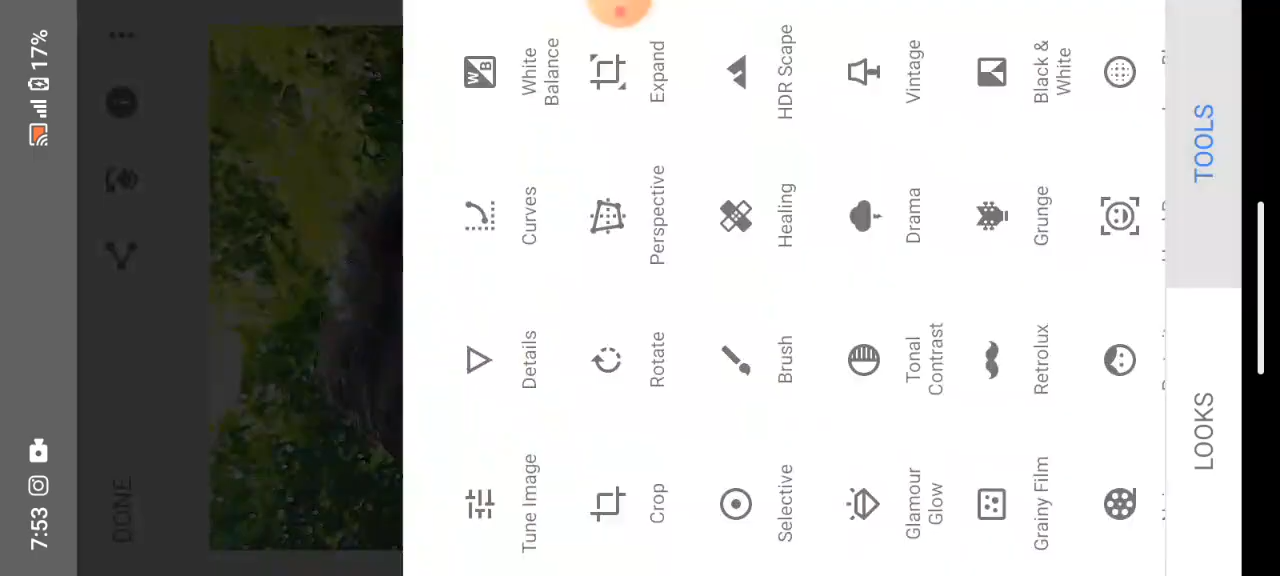 7:53
17%
DONE
Tune Image
Details
Curves
White
Balance
Crop
Rotate
Perspective
Expand
Selective
Brush
Healing
HDR Scape
Glamour
Glow
Tonal
Contrast
Drama
Vintage
Grainy Film
Retrolux
Grunge
Black &
White
LOOKS
TOOLS